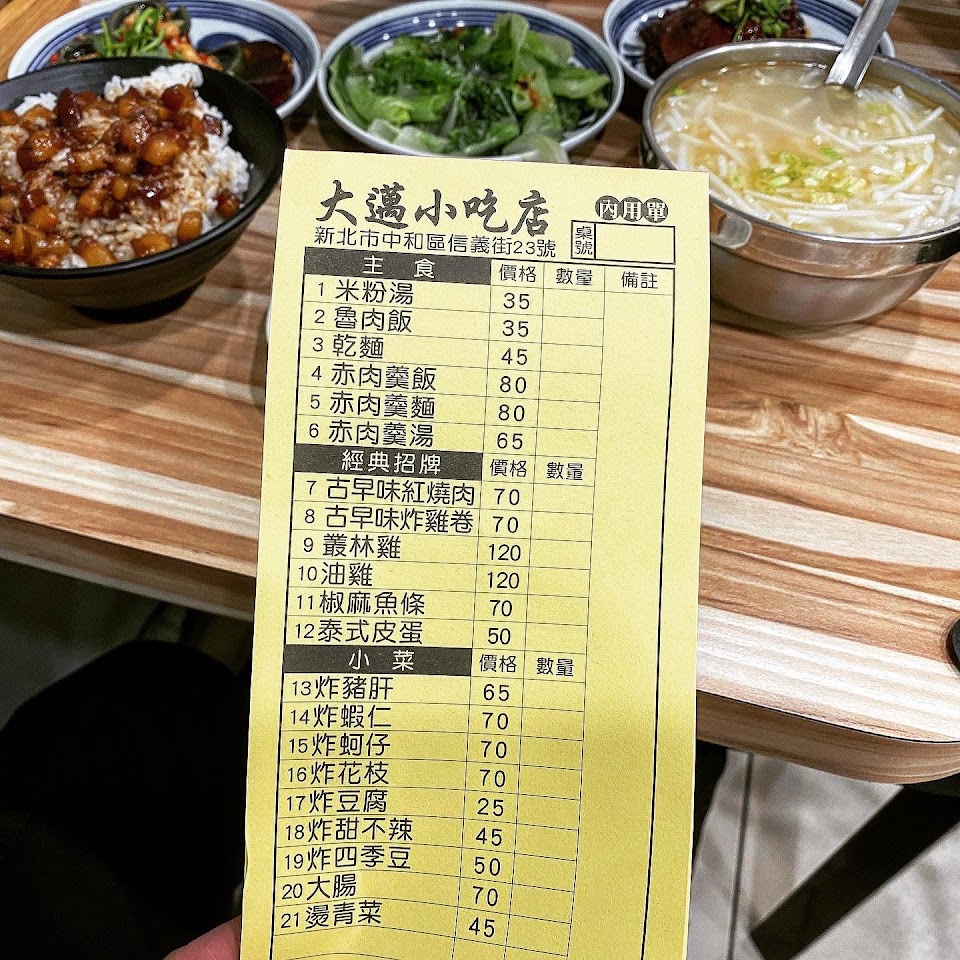 大邁小吃店 內用單
新北市中和區信義街23號 桌號
主食 價格 數量 備註
1 米粉湯 35
2 魯肉飯 35
3 乾麵 45
4 赤肉羹飯 80
5 赤肉羹麵 80
6 赤肉羹湯 65
經典招牌 價格 數量
7 古早味紅燒肉 70
8 古早味炸雞卷 70
9 叢林雞 120
10 油雞 120
11 椒麻魚條 70
12 泰式皮蛋 50
小菜 價格 數量
13 炸豬肝 65
14 炸蝦仁 70
15 炸蚵仔 70
16 炸花枝 70
17 炸豆腐 25
18 炸甜不辣 45
19 炸四季豆 50
20 大腸 70
21 燙青菜 45